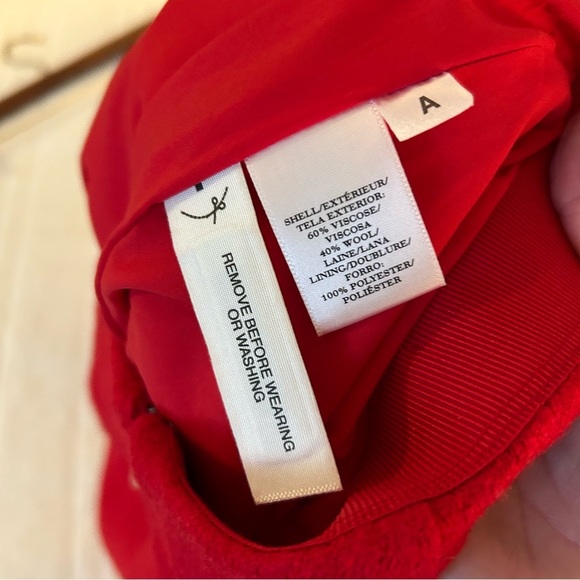 A
SHELL/EXTÉRIEUR/
TELA EXTERIOR:
60% VISCOSE/
VISCOSA
40% WOOL/
LAINE/LANA
LINING/DOUBLURE/
FORRO:
100% POLYESTER/
POLIÉSTER
REMOVE BEFORE WEARING
OR WASHING